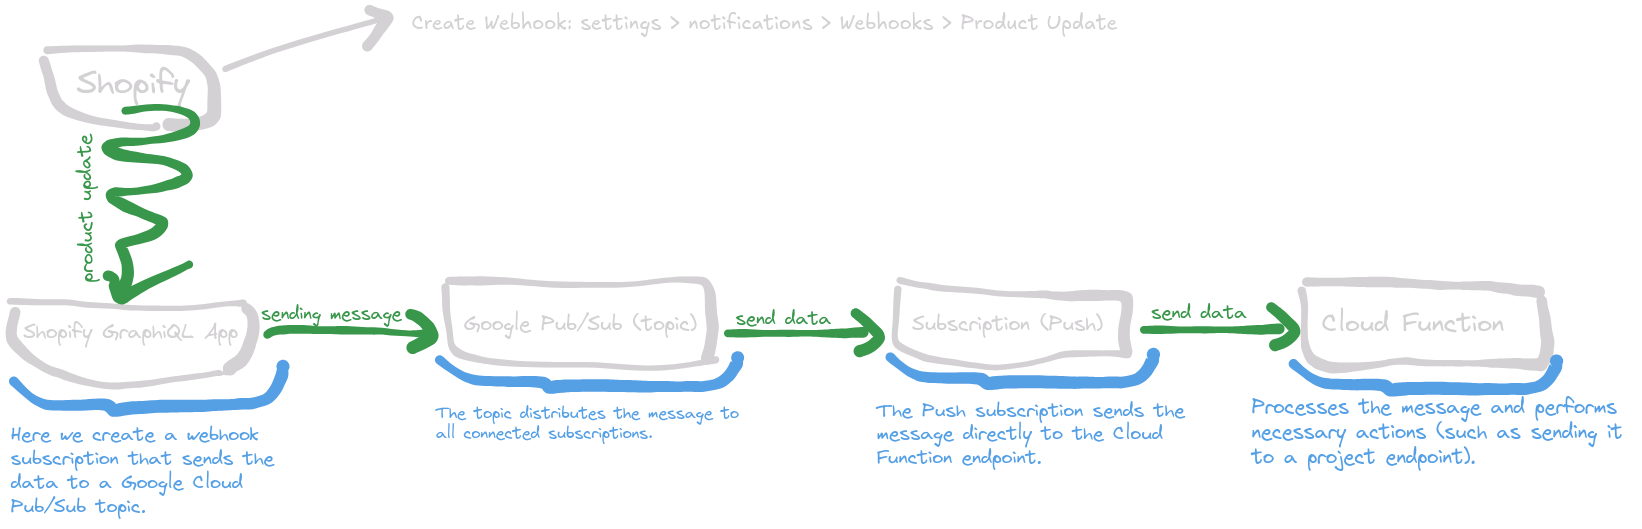 Create Webhook: settings > notifications > Webhooks > Product Update
Shopify
product update
Shopify GraphiQL App
sending message
Google Pub/Sub (topic)
send data
Subscription (Push)
send data
Cloud Function
Here we create a webhook
subscription that sends the
data to a Google Cloud
Pub/Sub topic.
The topic distributes the message to
all connected subscriptions.
The Push subscription sends the
message directly to the Cloud
Function endpoint.
Processes the message and performs
necessary actions (such as sending it
to a project endpoint).